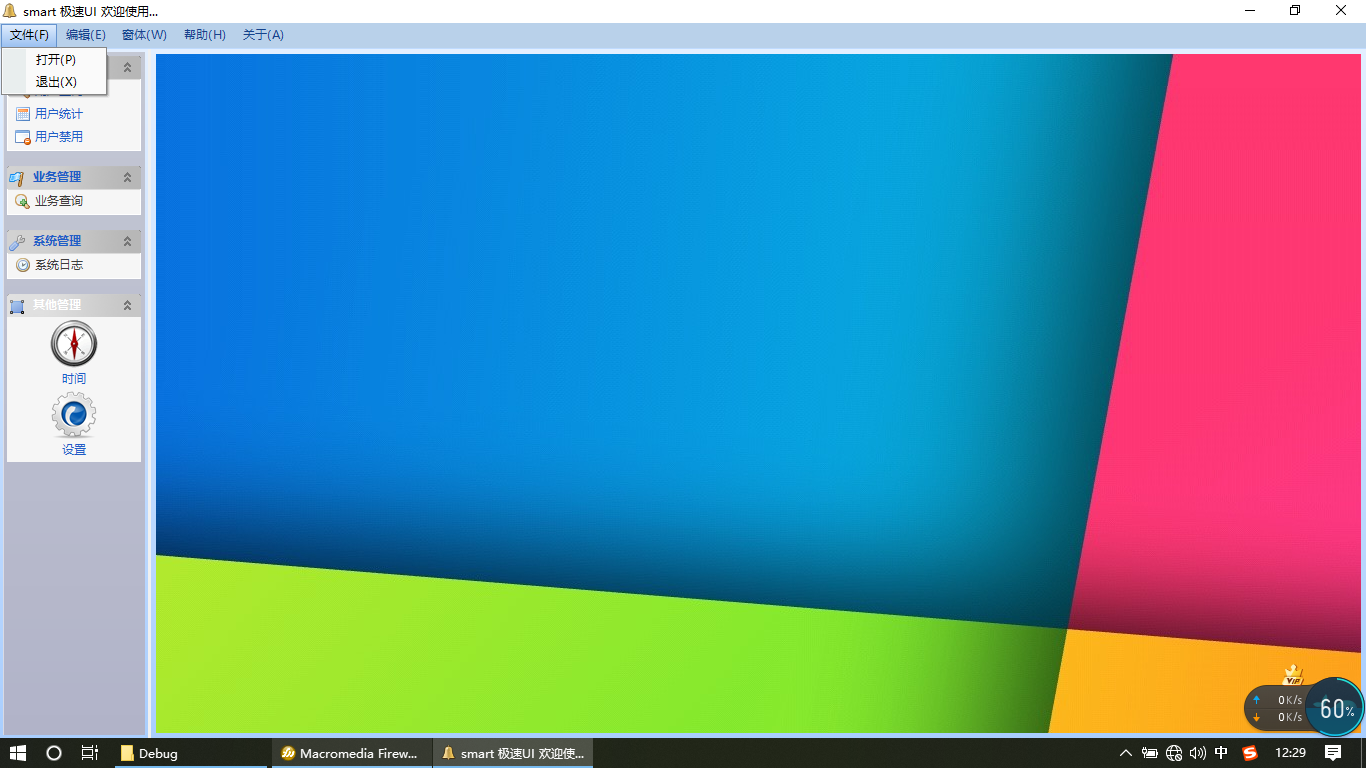 smart 极速UI 欢迎使用...
文件(F) 编辑(E) 窗体(W) 帮助(H) 关于(A)
打开(P)
退出(X)
用户统计
用户禁用
业务管理
业务查询
系统管理
系统日志
其他管理
时间
设置
VIP
0K/s
0K/s
60%
Debug
Macromedia Firew...
smart 极速UI 欢迎使...
中
S
12:29